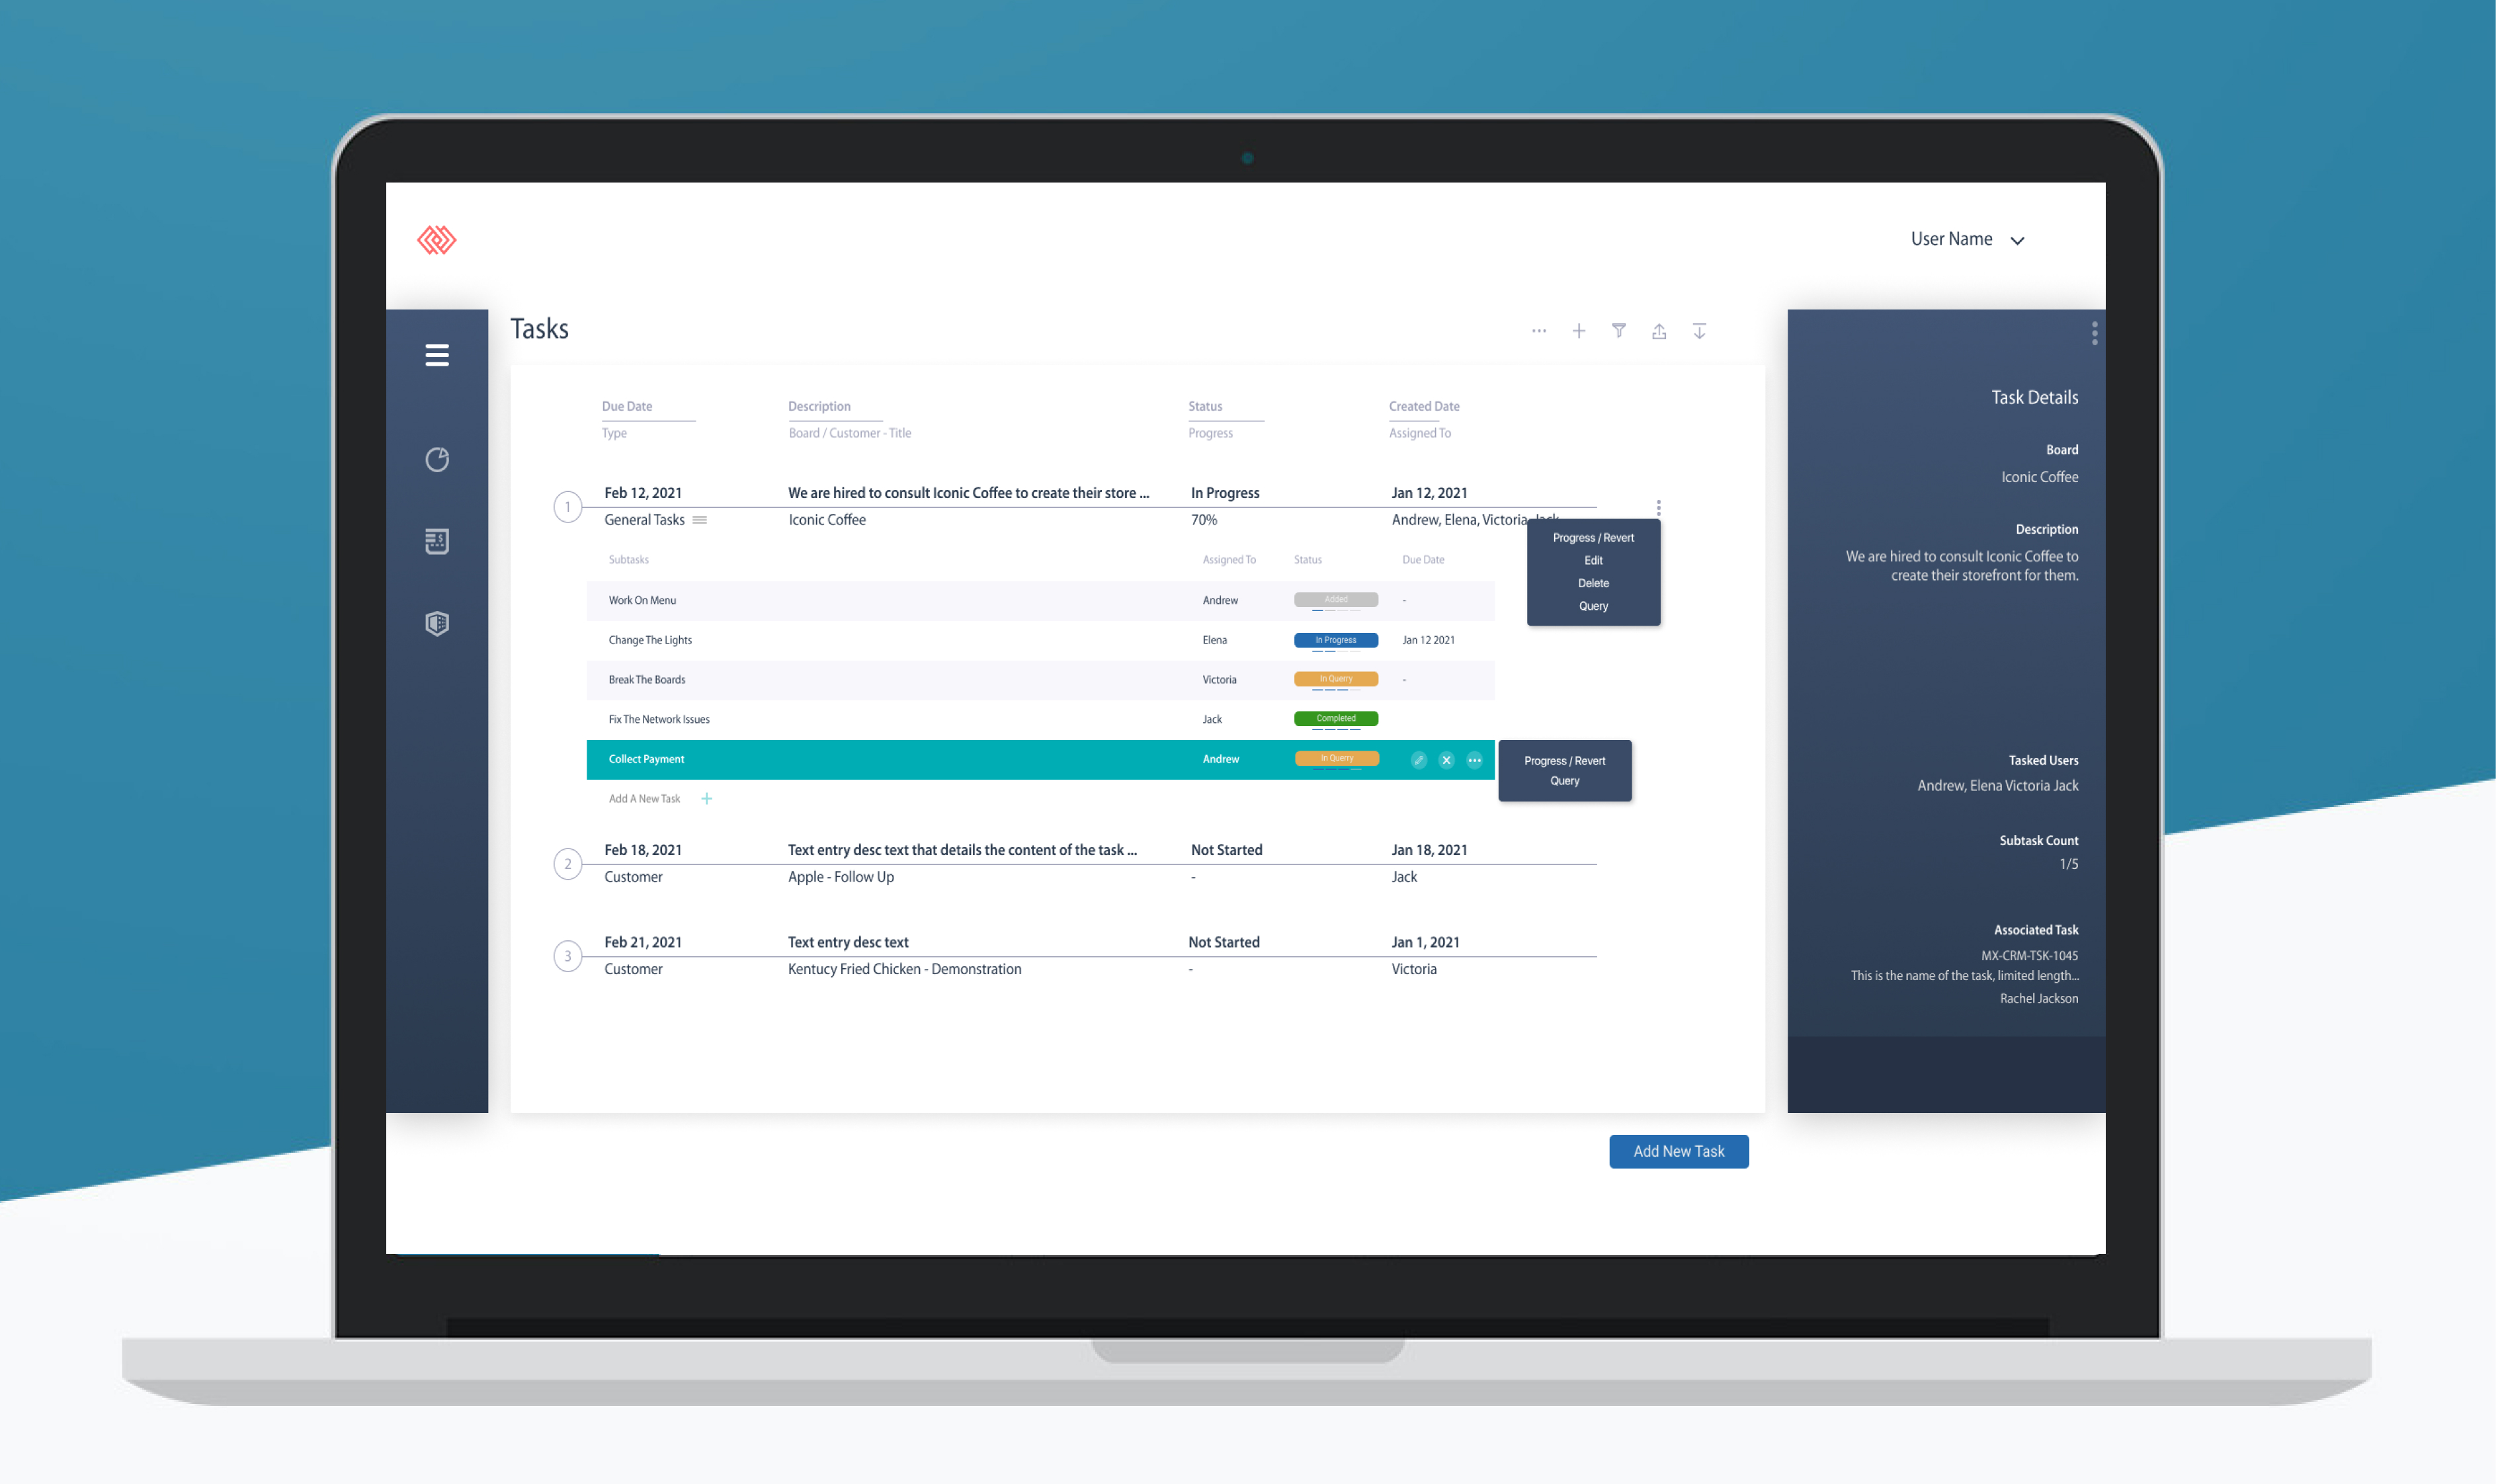 User Name
Tasks
Due Date Description Status Created Date
Type Board / Customer - Title Progress Assigned To
1 Feb 12, 2021 We are hired to consult Iconic Coffee to create their store ... In Progress Jan 12, 2021
General Tasks Iconic Coffee 70% Andrew, Elena, Victoria, Jack
Progress / Revert
Edit
Delete
Query
Subtasks Assigned To Status Due Date
Work On Menu Andrew Added -
Change The Lights Elena In Progress Jan 12 2021
Break The Boards Victoria In Querry -
Fix The Network Issues Jack Completed
Collect Payment Andrew In Querry
Progress / Revert
Query
Add A New Task +
2 Feb 18, 2021 Text entry desc text that details the content of the task ... Not Started Jan 18, 2021
Customer Apple - Follow Up - Jack
3 Feb 21, 2021 Text entry desc text Not Started Jan 1, 2021
Customer Kentucy Fried Chicken - Demonstration - Victoria
Add New Task
Task Details
Board
Iconic Coffee
Description
We are hired to consult Iconic Coffee to
create their storefront for them.
Tasked Users
Andrew, Elena Victoria Jack
Subtask Count
1/5
Associated Task
MX-CRM-TSK-1045
This is the name of the task, limited length...
Rachel Jackson